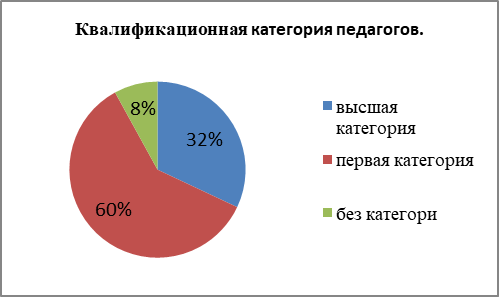 Квалификационная категория педагогов.
8%
32%
60%
высшая
категория
первая категория
без категори